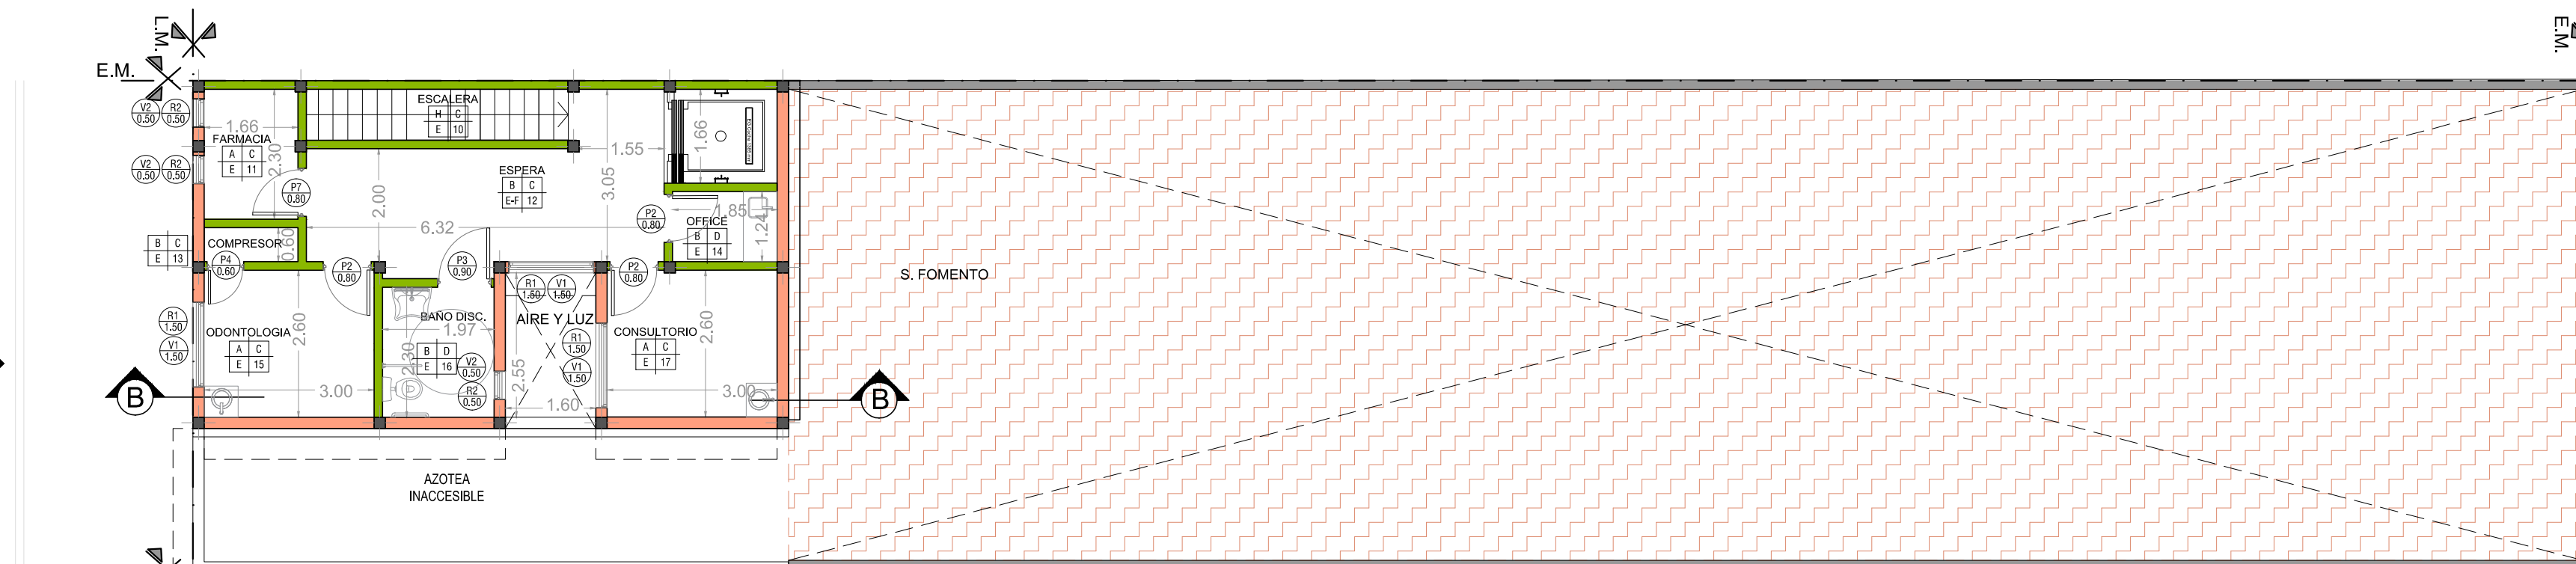 L.M.
E.M.
E.M.
V2
0.50
R2
0.50
1.66
FARMACIA
A C
E 11
2.30
ESCALERA
H C
E 10
1.55
1.66
V2
0.50
R2
0.50
P7
0.80
2.00
ESPERA
B C
E-F 12
3.05
P2
0.80
1.85
OFFICE
B D
E 14
1.24
6.32
B C
E 13
COMPRESOR
0.60
P4
0.60
P2
0.80
P3
0.90
P2
0.80
S. FOMENTO
R1
1.50
V1
1.50
R1
1.50
V1
1.50
ODONTOLOGIA
A C
E 15
2.60
BAÑO DISC.
1.97
B D
E 16
2.30
V2
0.50
R2
0.50
AIRE Y LUZ
2.55
R1
1.50
V1
1.50
CONSULTORIO
A C
E 17
2.60
B
3.00
1.60
3.00
B
AZOTEA
INACCESIBLE